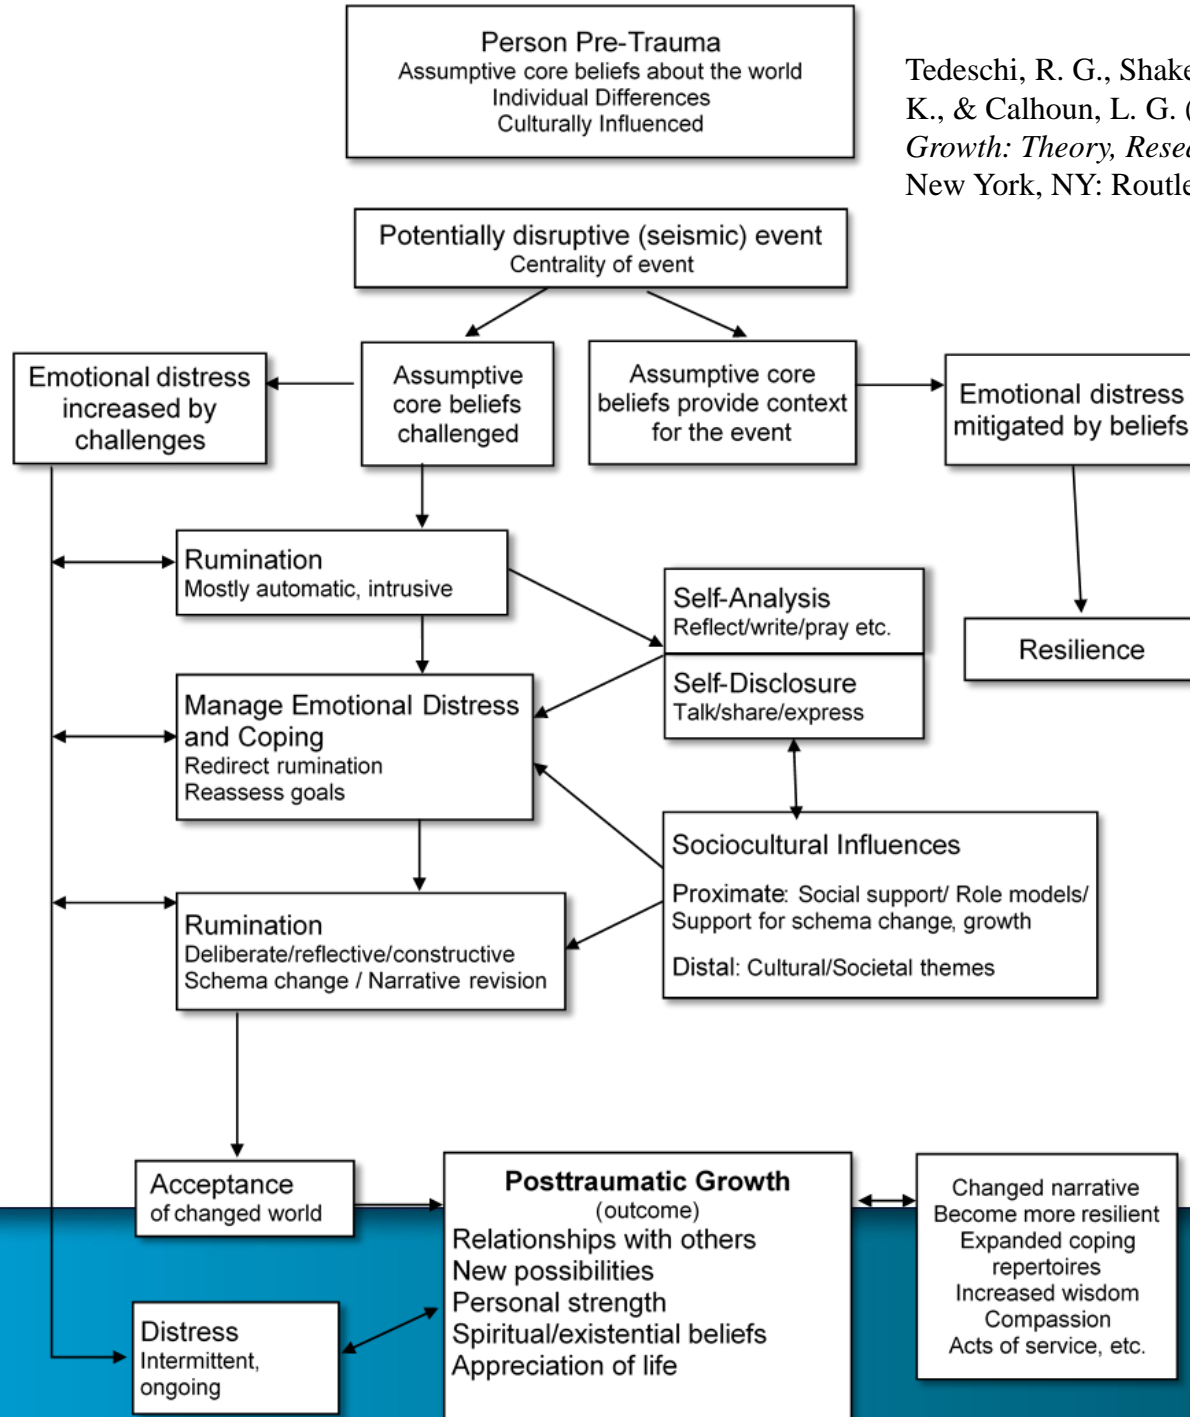 Person Pre-Trauma
Assumptive core beliefs about the world
Individual Differences
Culturally Influenced
Tedeschi, R. G., Shake
K., & Calhoun, L. G. (
Growth: Theory, Resea
New York, NY: Routle
Potentially disruptive (seismic) event
Centrality of event
Emotional distress
increased by
challenges
Assumptive
core beliefs
challenged
Assumptive core
beliefs provide context
for the event
Emotional distress
mitigated by beliefs
Rumination
Mostly automatic, intrusive
Self-Analysis
Reflect/write/pray etc.
Self-Disclosure
Talk/share/express
Resilience
Manage Emotional Distress
and Coping
Redirect rumination
Reassess goals
Sociocultural Influences
Proximate: Social support/ Role models/
Support for schema change, growth
Distal: Cultural/Societal themes
Rumination
Deliberate/reflective/constructive
Schema change / Narrative revision
Acceptance
of changed world
Posttraumatic Growth
(outcome)
Relationships with others
New possibilities
Personal strength
Spiritual/existential beliefs
Appreciation of life
Changed narrative
Become more resilient
Expanded coping
repertoires
Increased wisdom
Compassion
Acts of service, etc.
Distress
Intermittent,
ongoing